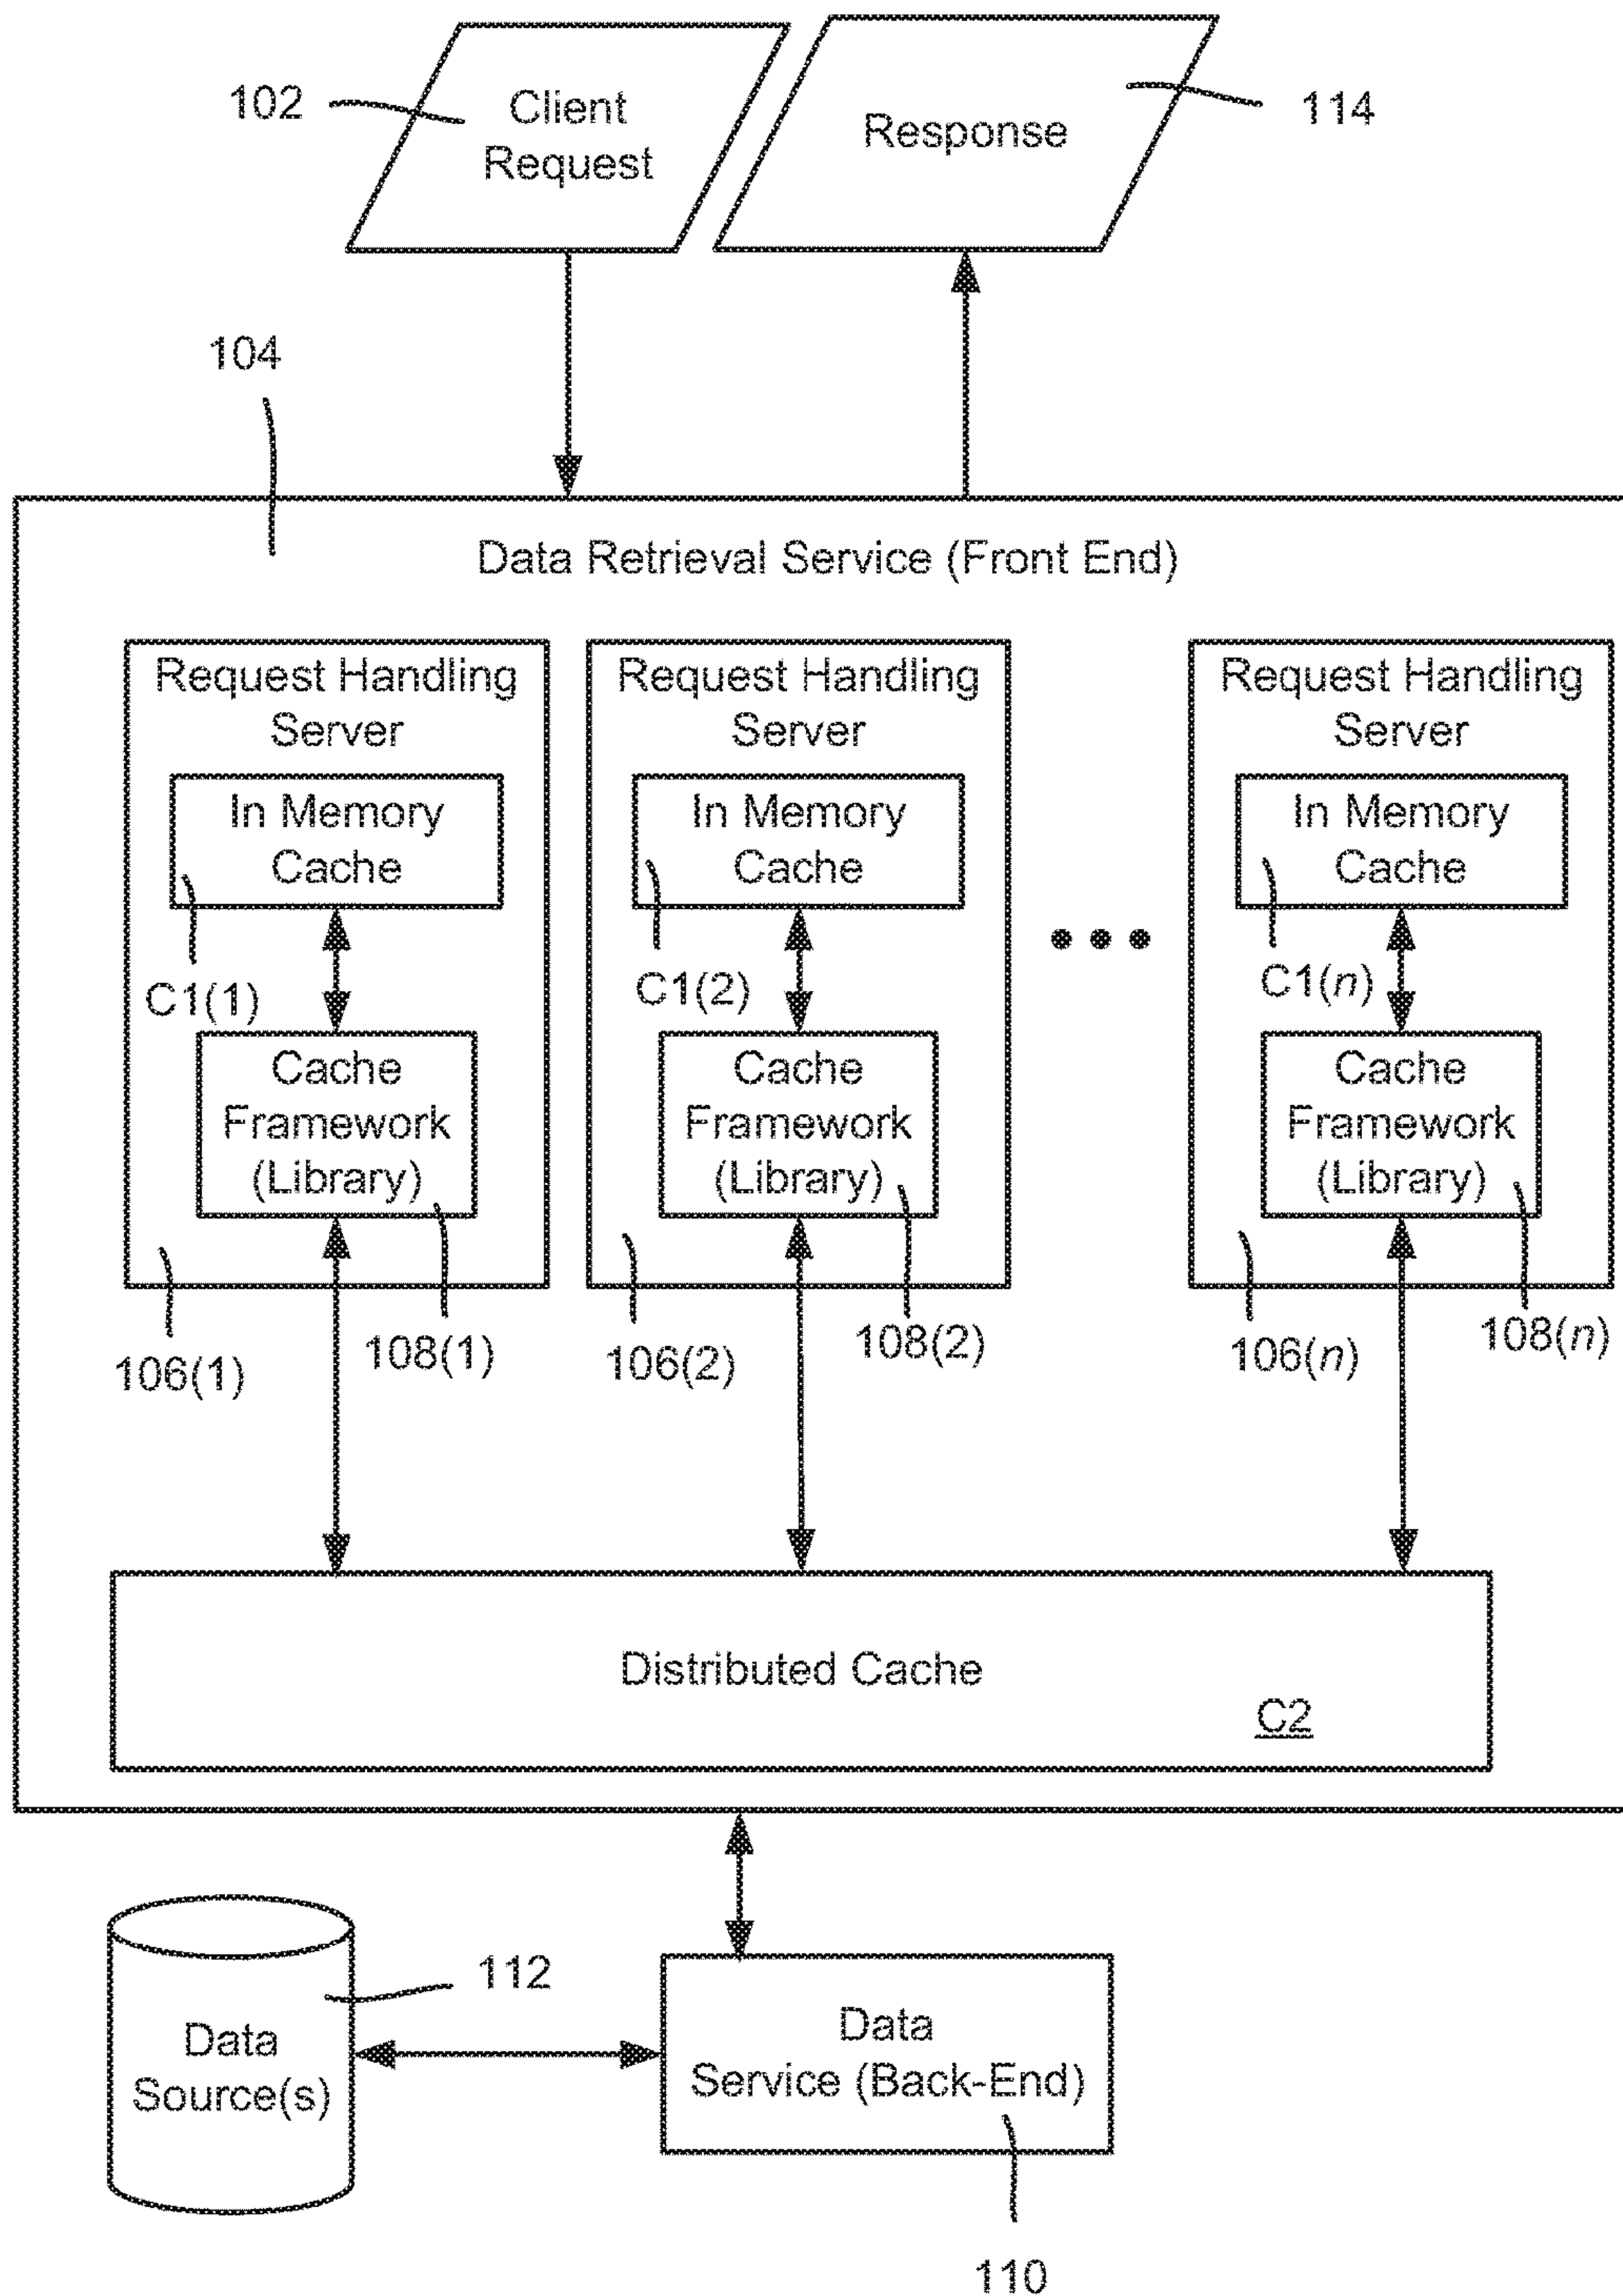 102
Client
Request
Response
114
104
Data Retrieval Service (Front End)
Request Handling
Server
In Memory
Cache
C1(1)
Cache
Framework
(Library)
106(1)
108(1)
Request Handling
Server
In Memory
Cache
C1(2)
Cache
Framework
(Library)
106(2)
108(2)
Request Handling
Server
In Memory
Cache
C1(n)
Cache
Framework
(Library)
106(n)
108(n)
Distributed Cache
C2
112
Data
Source(s)
Data
Service (Back-End)
110